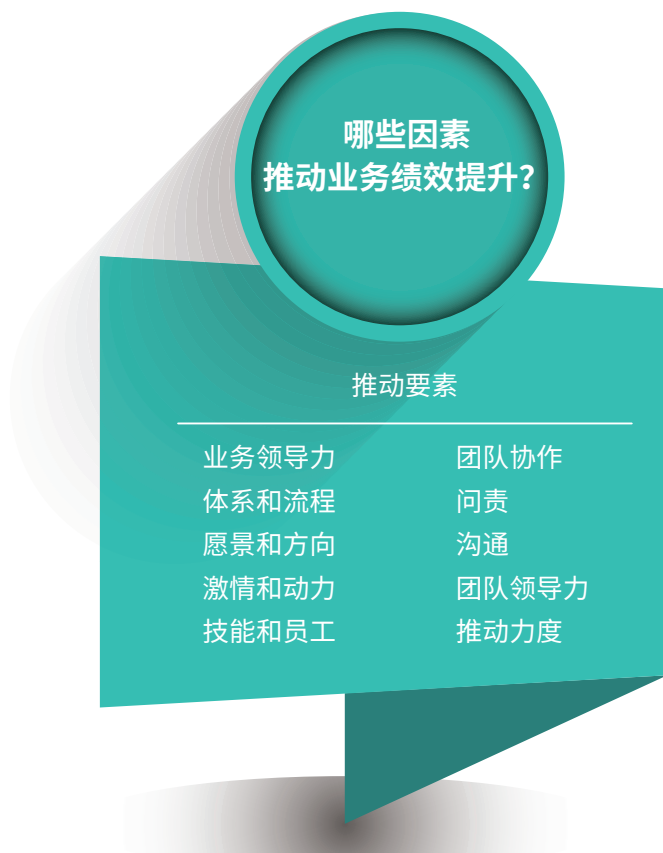 哪些因素
推动业务绩效提升？
推动要素
业务领导力
体系和流程
愿景和方向
激情和动力
技能和员工
团队协作
问责
沟通
团队领导力
推动力度